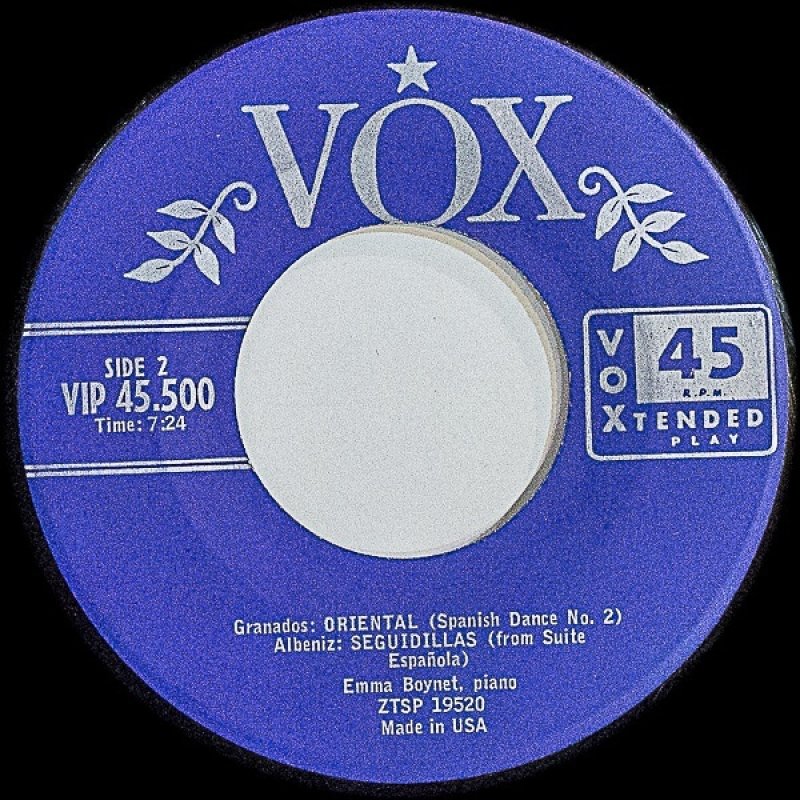 VOX
SIDE 2
VIP 45.500
Time: 7:24
VOX 45
R.P.M.
XTENDED
PLAY
Granados: ORIENTAL (Spanish Dance No. 2)
Albeniz: SEGUIDILLAS (from Suite
Española)
Emma Boynet, piano
ZTSP 19520
Made in USA